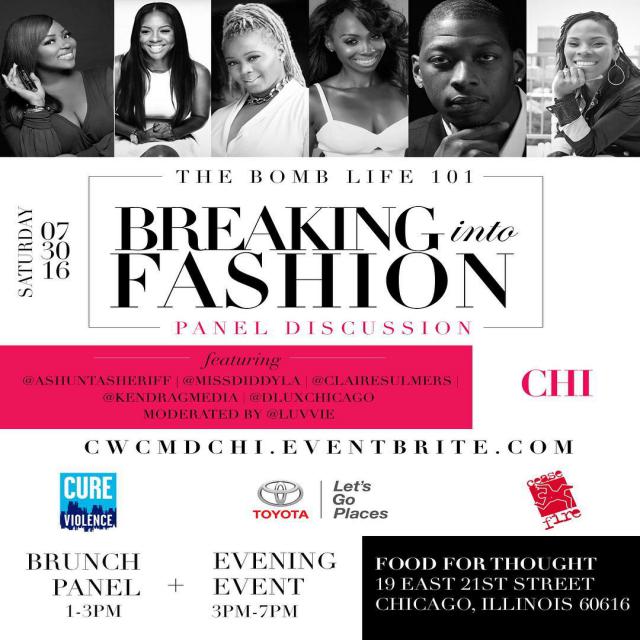 THE BOMB LIFE 101
SATURDAY
07
30
16
BREAKING into
FASHION
PANEL DISCUSSION
featuring
@ASHUNTASHERIFF | @MISSDIDDYLA | @CLAIRESULMERS |
@KENDRAGMEDIA | @DLUXCHICAGO
MODERATED BY @LUVVIE
CHI
CWCMDCHI.EVENTBRITE.COM
CURE
VIOLENCE
TOYOTA
Let's
Go
Places
cease
fire
BRUNCH
PANEL
1-3PM
+
EVENING
EVENT
3PM-7PM
FOOD FOR THOUGHT
19 EAST 21ST STREET
CHICAGO, ILLINOIS 60616